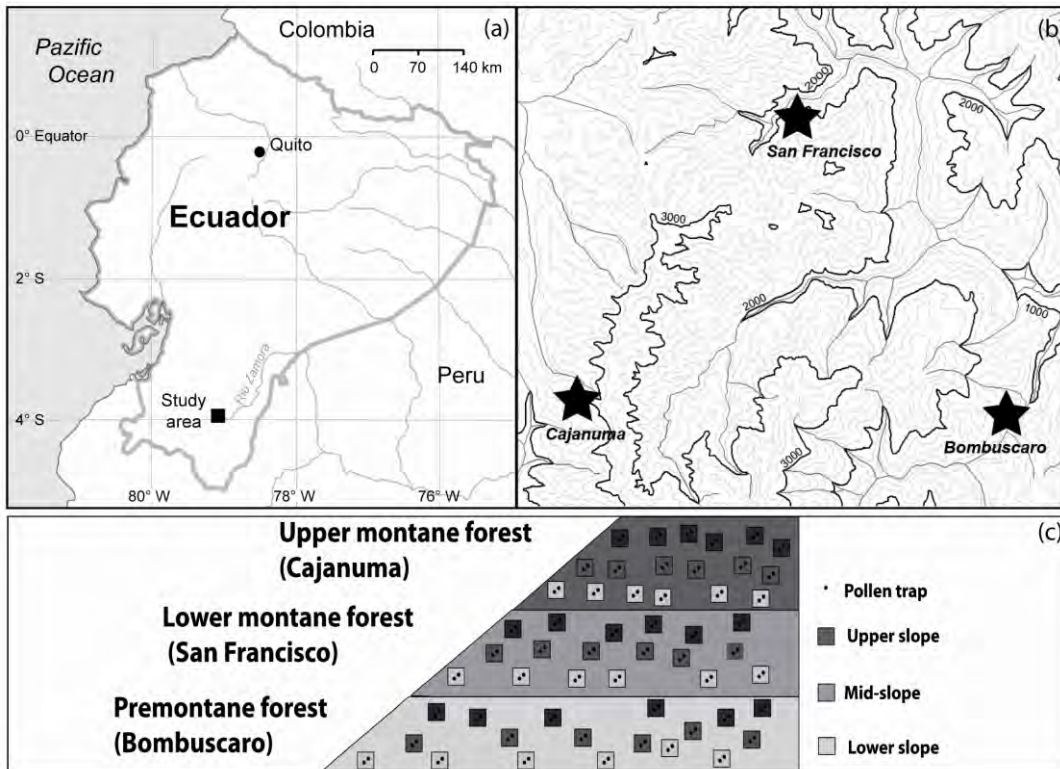 Pazific
Ocean
Colombia
(a)
0 70 140 km
0° Equator
Quito
Ecuador
2° S
Rio Zamora
Peru
Study
area
4° S
80° W 78° W 76° W
(b)
2000
2000
San Francisco
3000
2000
1000
Cajanuma
Bombuscaro
3000
(c)
Upper montane forest
(Cajanuma)
Lower montane forest
(San Francisco)
Premontane forest
(Bombuscaro)
Pollen trap
Upper slope
Mid-slope
Lower slope